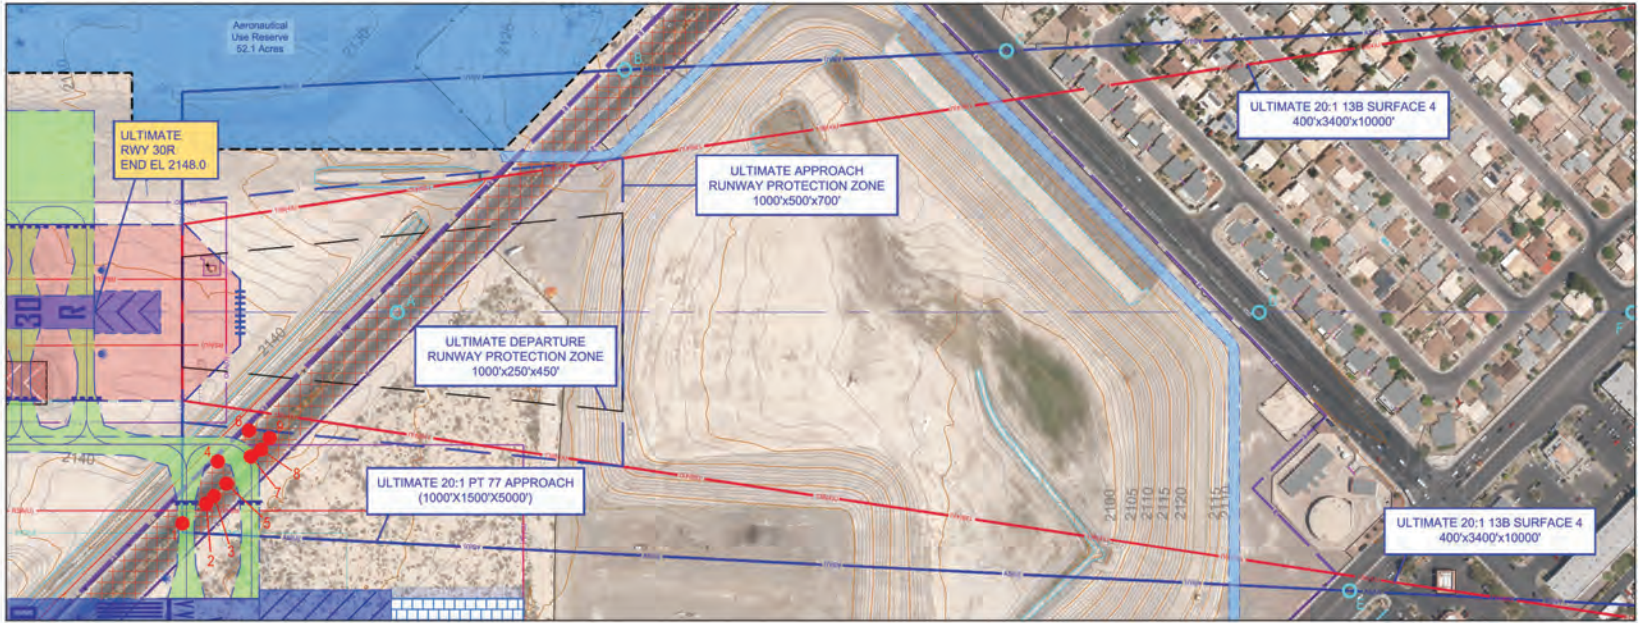 Aeronautical
Use Reserve
52.1 Acres
2130
ULTIMATE
RWY 30R
END EL 2148.0
B
ULTIMATE 20:1 13B SURFACE 4
400'x3400'x10000'
ULTIMATE APPROACH
RUNWAY PROTECTION ZONE
1000'x500'x700'
30
R
A
F
2140
ULTIMATE DEPARTURE
RUNWAY PROTECTION ZONE
1000'x250'x450'
6
4
8
7
5
3
2
1
2140
ULTIMATE 20:1 PT 77 APPROACH
(1000'X1500'X5000')
2100
2105
2110
2115
2120
2115
2110
ULTIMATE 20:1 13B SURFACE 4
400'x3400'x10000'
E